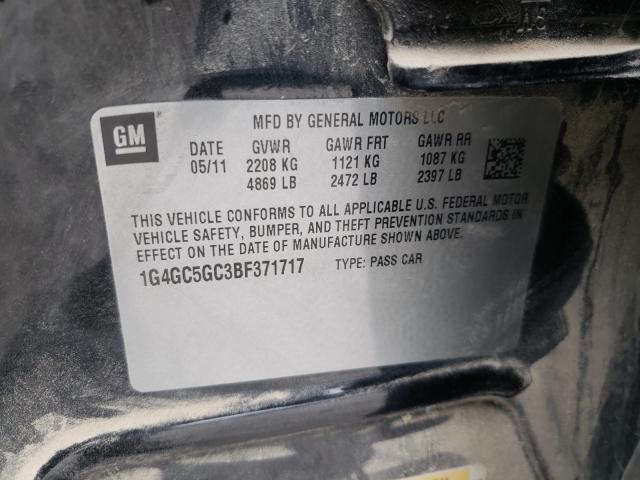 GM
MFD BY GENERAL MOTORS LLC
DATE GVWR GAWR FRT GAWR RR
05/11 2208 KG 1121 KG 1087 KG
4869 LB 2472 LB 2397 LB
THIS VEHICLE CONFORMS TO ALL APPLICABLE U.S. FEDERAL MOTOR
VEHICLE SAFETY, BUMPER, AND THEFT PREVENTION STANDARDS IN
EFFECT ON THE DATE OF MANUFACTURE SHOWN ABOVE.
1G4GC5GC3BF371717 TYPE: PASS CAR